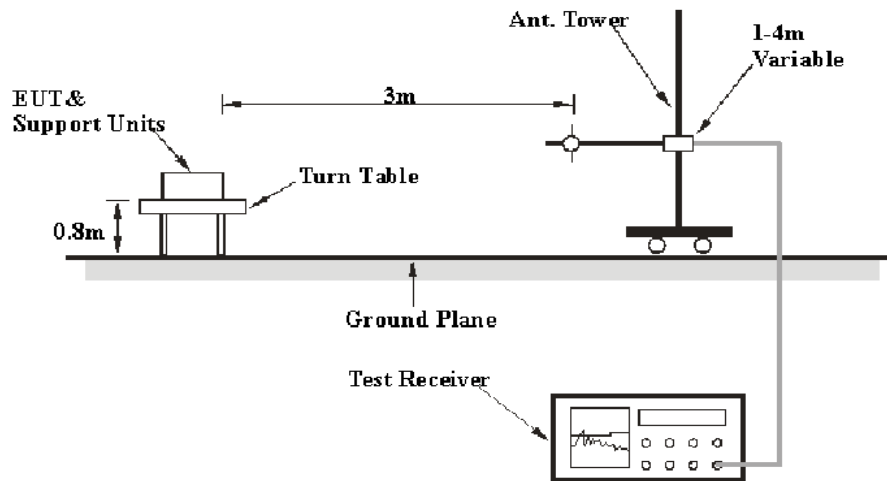 Ant. Tower
1-4m
Variable
EUT &
Support Units
3m
Turn Table
0.8m
Ground Plane
Test Receiver